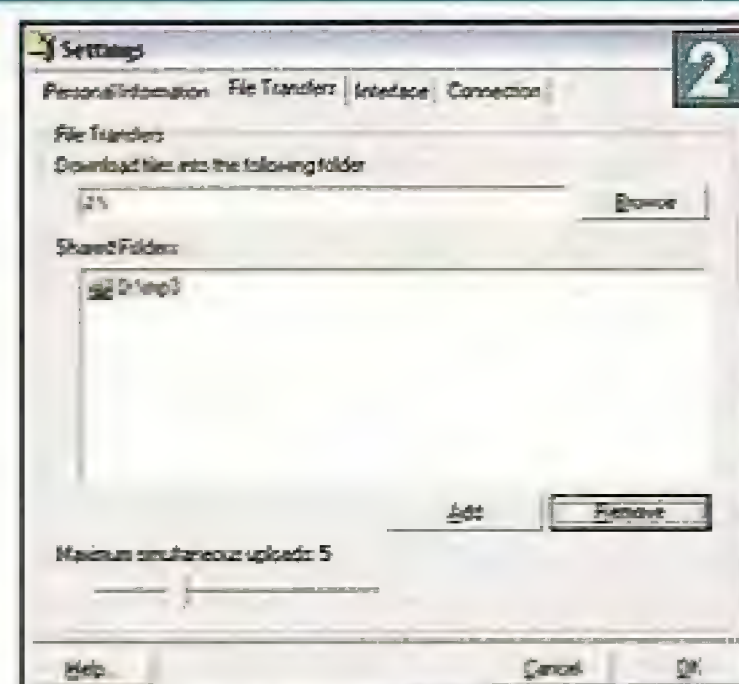 Settings
2
Personal Information File Transfers Interface Connection
File Transfers
Download files into the following folder
Browse
Shared Folders
D:\mp3
Add Remove
Maximum simultaneous uploads: 5
Help Cancel OK